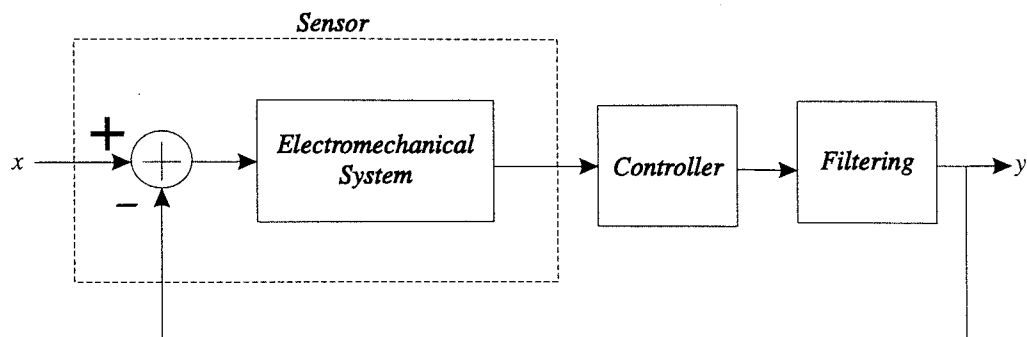 Sensor
+
x
−
Electromechanical
System
Controller
Filtering
y